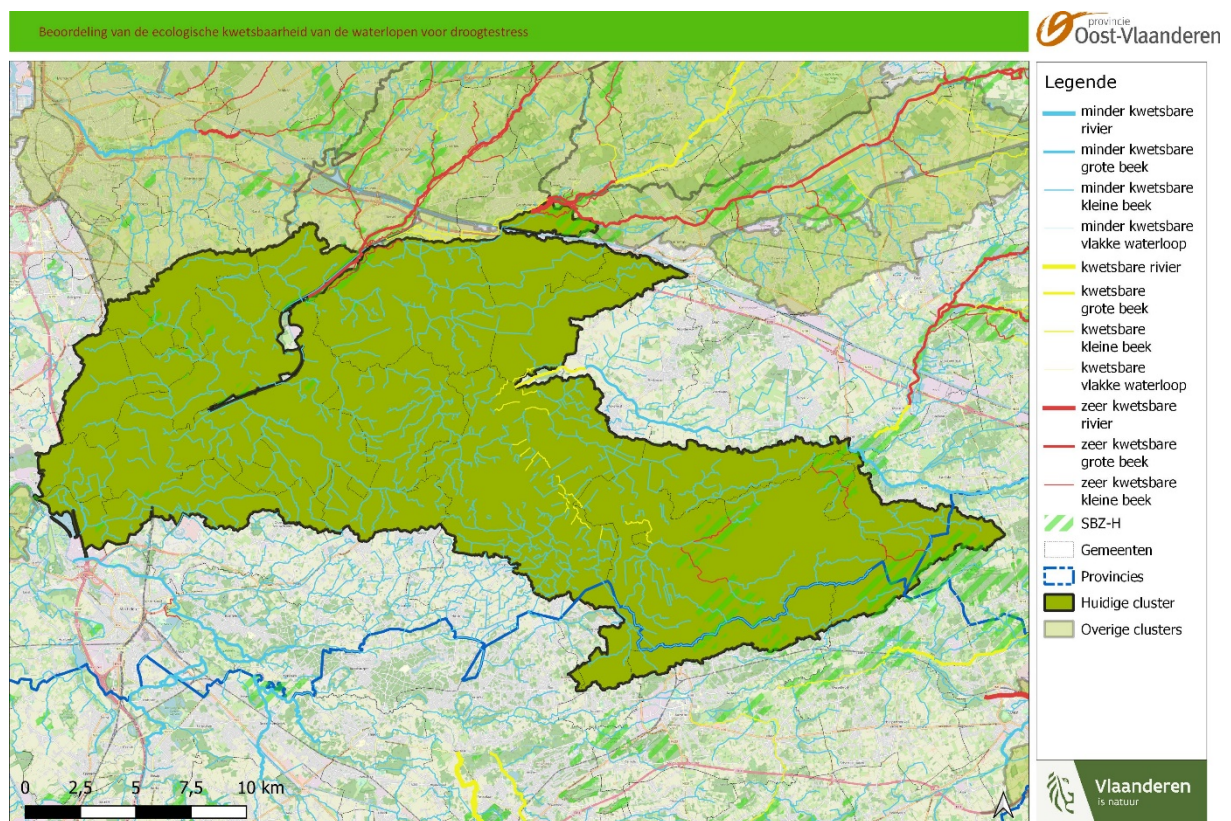 Beoordeling van de ecologische kwetsbaarheid van de waterlopen voor droogtestress
provincie
Oost-Vlaanderen
Legende
minder kwetsbare
rivier
minder kwetsbare
grote beek
minder kwetsbare
kleine beek
minder kwetsbare
vlakke waterloop
kwetsbare rivier
kwetsbare
grote beek
kwetsbare
kleine beek
kwetsbare
vlakke waterloop
zeer kwetsbare
rivier
zeer kwetsbare
grote beek
zeer kwetsbare
kleine beek
SBZ-H
Gemeenten
Provincies
Huidige cluster
Overige clusters
0 2,5 5 7,5 10 km
Vlaanderen
is natuur